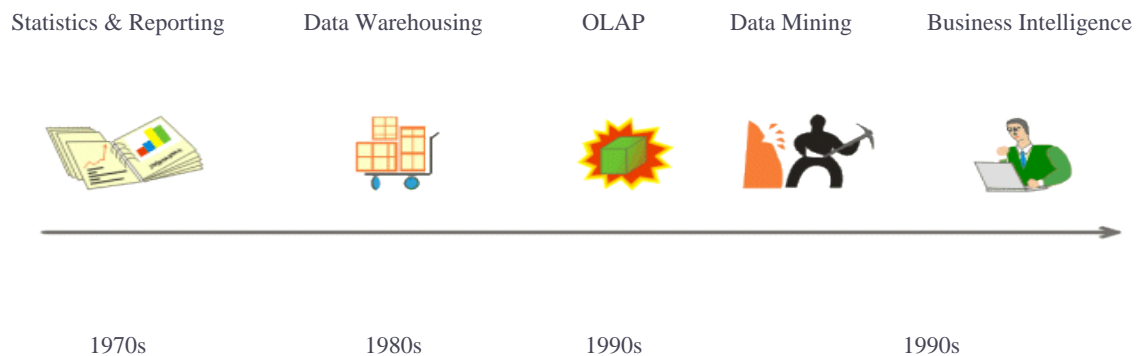 Statistics & Reporting Data Warehousing OLAP Data Mining Business Intelligence
1970s 1980s 1990s 1990s